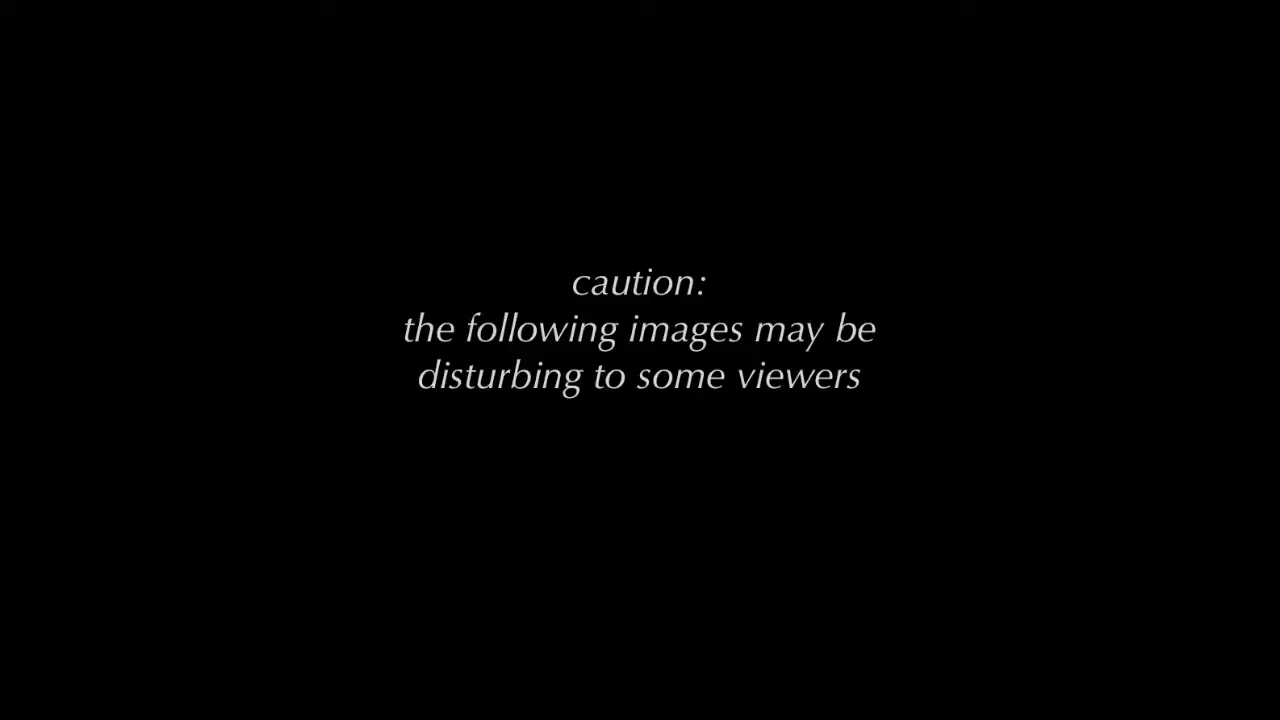 caution:
the following images may be
disturbing to some viewers